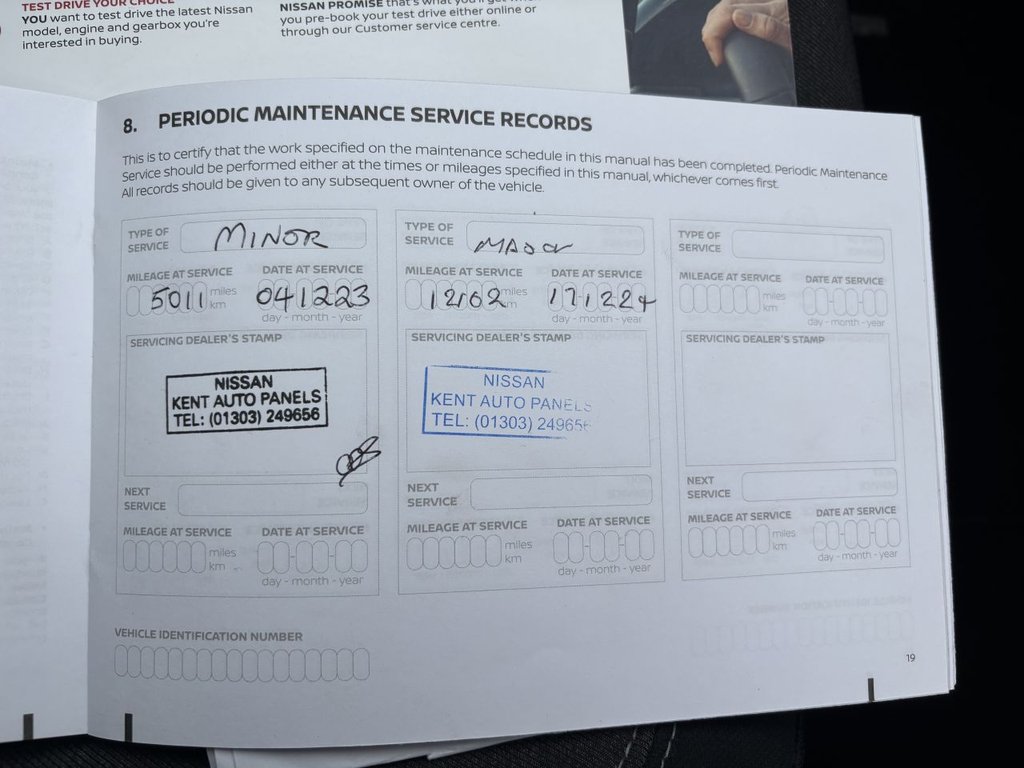 TEST DRIVE YOUR CHOICE
YOU want to test drive the latest Nissan
model, engine and gearbox you're
interested in buying.
NISSAN PROMISE that's what you'll get
you pre-book your test drive either online or
through our Customer service centre.
8. PERIODIC MAINTENANCE SERVICE RECORDS
This is to certify that the work specified on the maintenance schedule in this manual has been completed. Periodic Maintenance
Service should be performed either at the times or mileages specified in this manual, whichever comes first.
All records should be given to any subsequent owner of the vehicle.
TYPE OF
SERVICE
MINOR
MILEAGE AT SERVICE
DATE AT SERVICE
5011 miles
km
041223
day - month - year
SERVICING DEALER'S STAMP
NISSAN
KENT AUTO PANELS
TEL: (01303) 249656
NEXT
SERVICE
MILEAGE AT SERVICE
DATE AT SERVICE
miles
km
day - month - year
TYPE OF
SERVICE
MAJOR
MILEAGE AT SERVICE
DATE AT SERVICE
12162 miles
km
171224
day - month - year
SERVICING DEALER'S STAMP
NISSAN
KENT AUTO PANELS
TEL: (01303) 249656
NEXT
SERVICE
MILEAGE AT SERVICE
DATE AT SERVICE
miles
km
day - month - year
TYPE OF
SERVICE
MILEAGE AT SERVICE
DATE AT SERVICE
miles
km
day - month - year
SERVICING DEALER'S STAMP
NEXT
SERVICE
MILEAGE AT SERVICE
DATE AT SERVICE
miles
km
day - month - year
VEHICLE IDENTIFICATION NUMBER
19